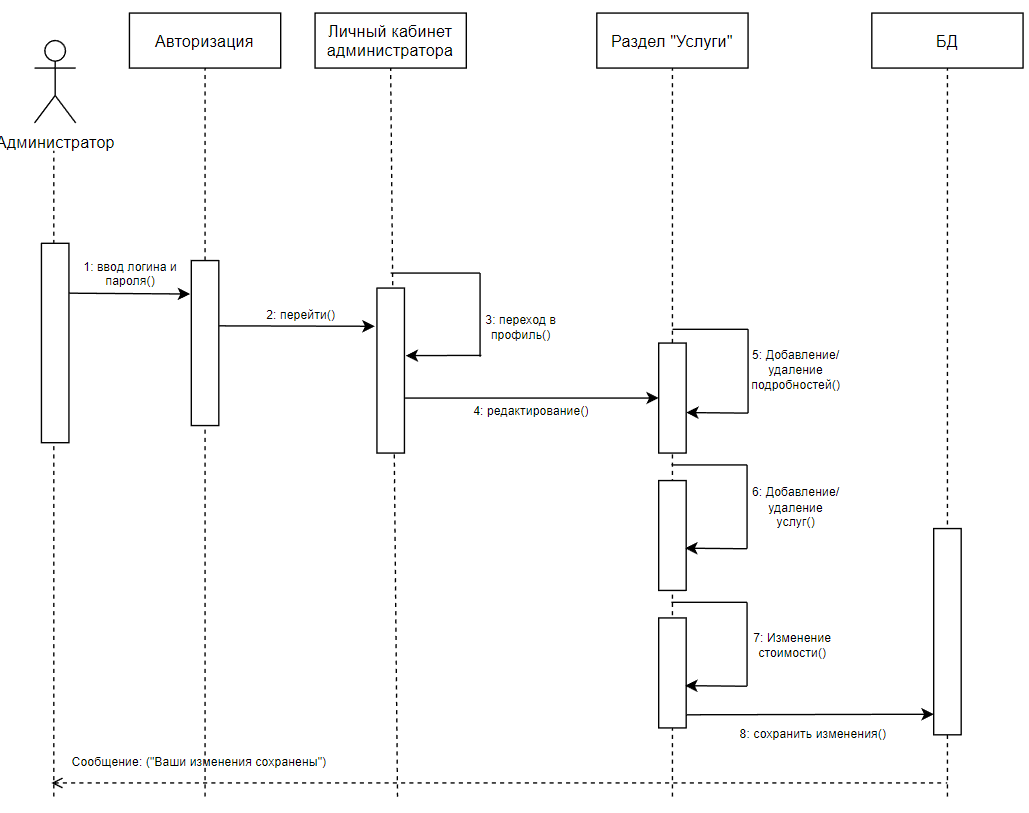 Авторизация
Личный кабинет
администратора
Раздел "Услуги"
БД
Администратор
1: ввод логина и
пароля()
2: перейти()
3: переход в
профиль()
4: редактирование()
5: Добавление/
удаление
подробностей()
6: Добавление/
удаление
услуг()
7: Изменение
стоимости()
8: сохранить изменения()
Сообщение: ("Ваши изменения сохранены")